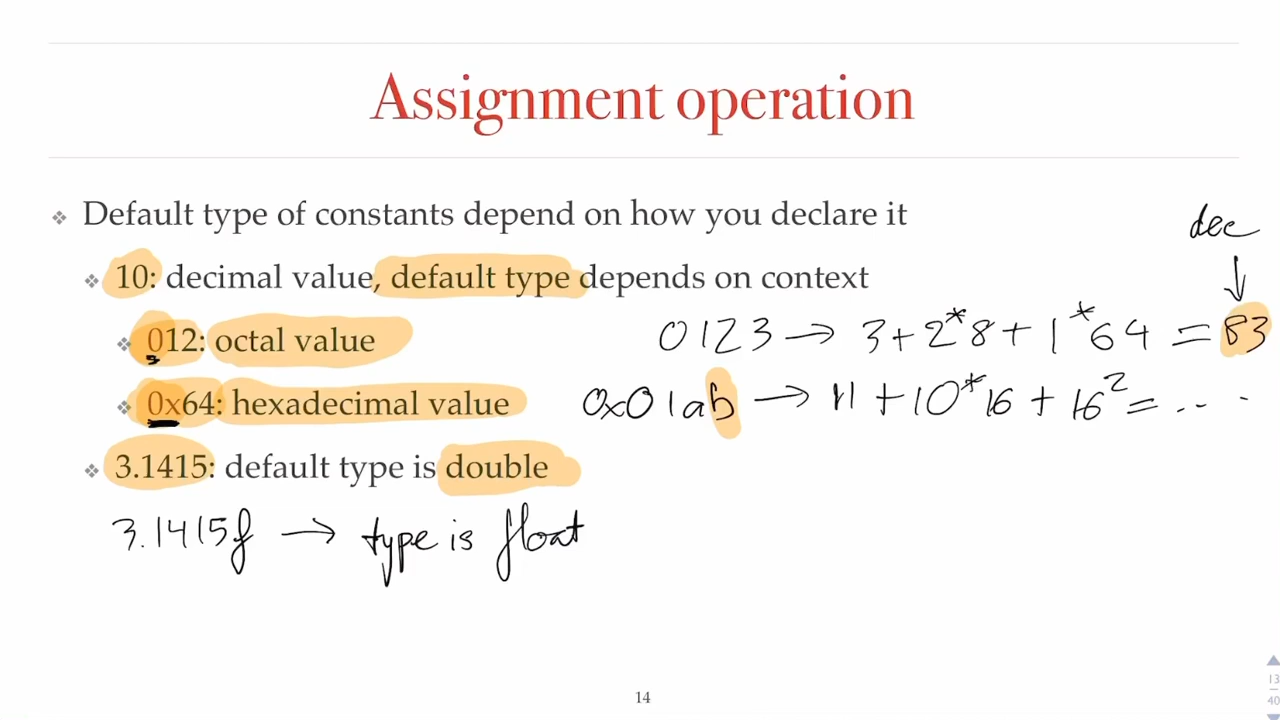 Assignment operation
❖ Default type of constants depend on how you declare it
dec
❖ 10: decimal value, default type depends on context
❖ 012: octal value
0123 → 3+2*8+1*64 = 83
❖ 0x64: hexadecimal value
0x01ab → 11+10*16+16² = ....
❖ 3.1415: default type is double
3.1415f → type is float
14
13
40